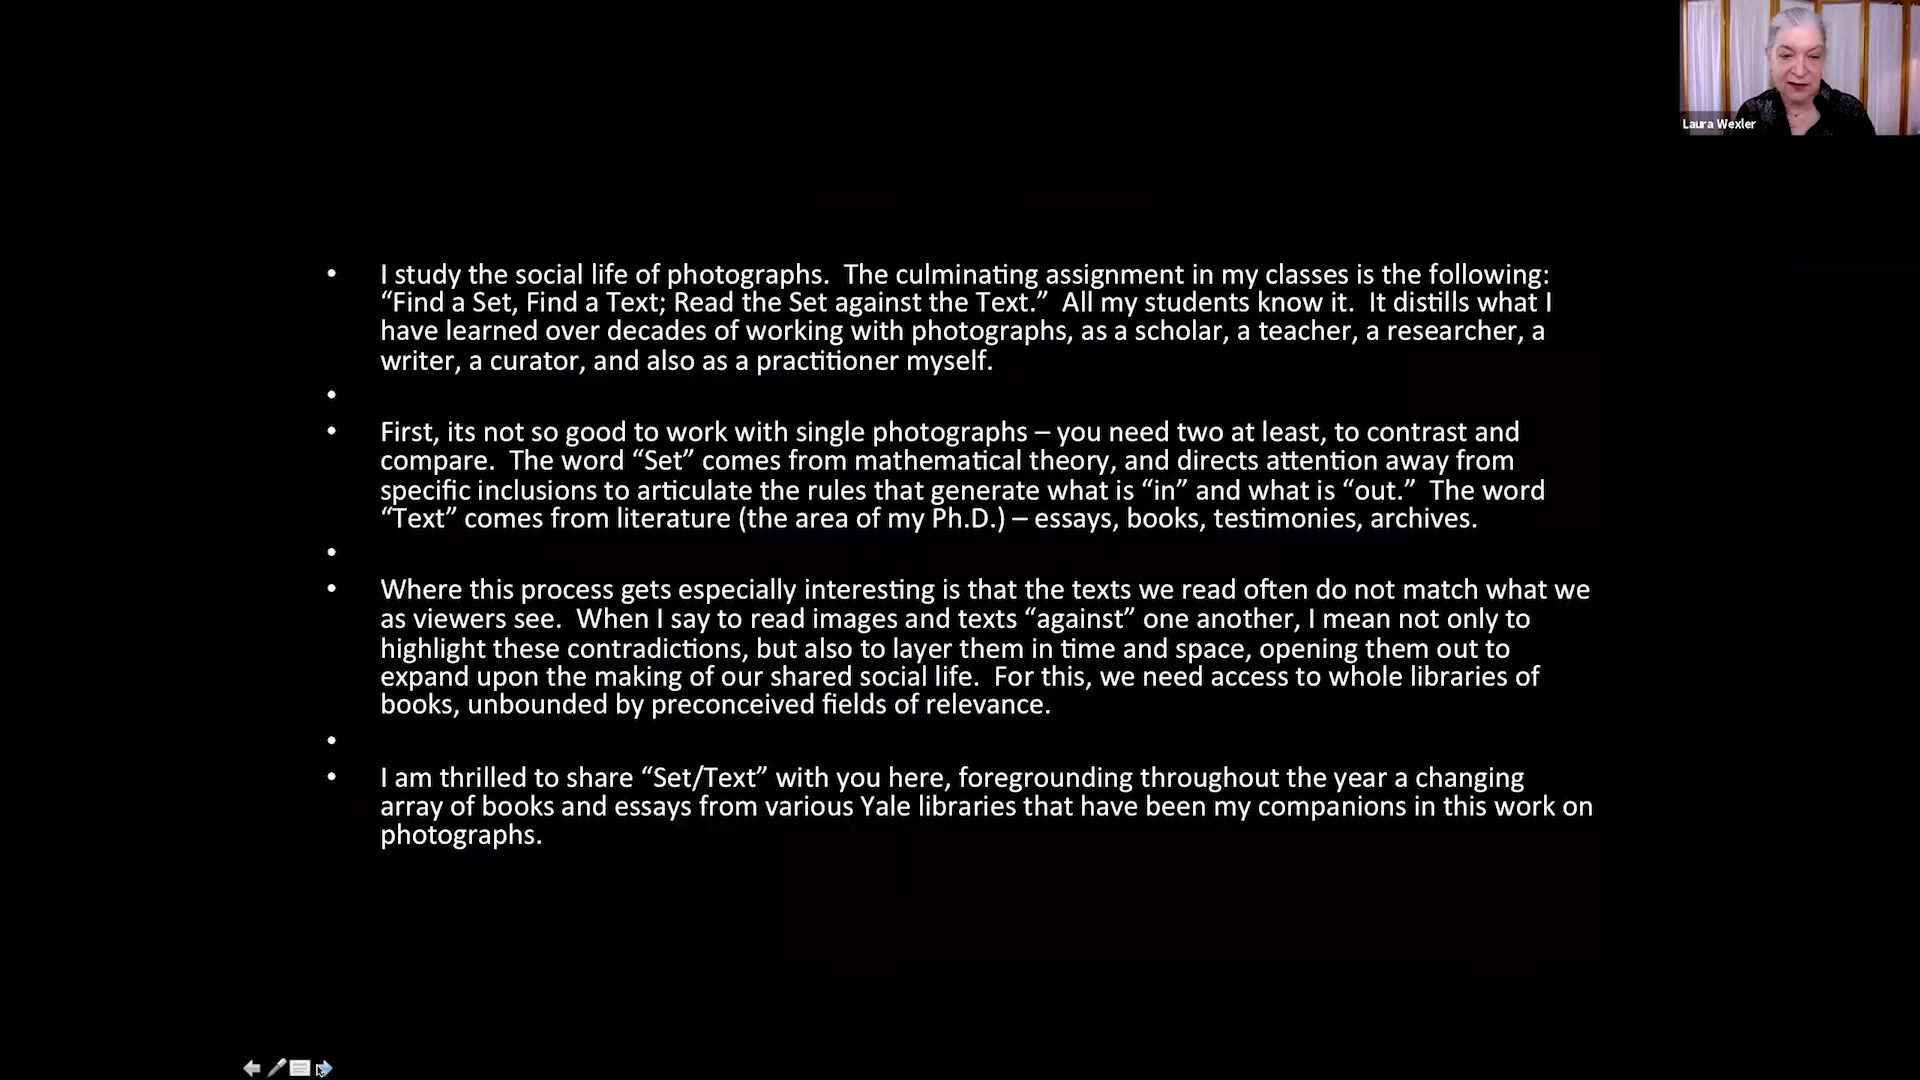 Laura Wexler
• I study the social life of photographs.  The culminating assignment in my classes is the following:
“Find a Set, Find a Text; Read the Set against the Text.”  All my students know it.  It distills what I
have learned over decades of working with photographs, as a scholar, a teacher, a researcher, a
writer, a curator, and also as a practitioner myself.
•
• First, its not so good to work with single photographs – you need two at least, to contrast and
compare.  The word “Set” comes from mathematical theory, and directs attention away from
specific inclusions to articulate the rules that generate what is “in” and what is “out.”  The word
“Text” comes from literature (the area of my Ph.D.) – essays, books, testimonies, archives.
•
• Where this process gets especially interesting is that the texts we read often do not match what we
as viewers see.  When I say to read images and texts “against” one another, I mean not only to
highlight these contradictions, but also to layer them in time and space, opening them out to
expand upon the making of our shared social life.  For this, we need access to whole libraries of
books, unbounded by preconceived fields of relevance.
•
• I am thrilled to share “Set/Text” with you here, foregrounding throughout the year a changing
array of books and essays from various Yale libraries that have been my companions in this work on
photographs.